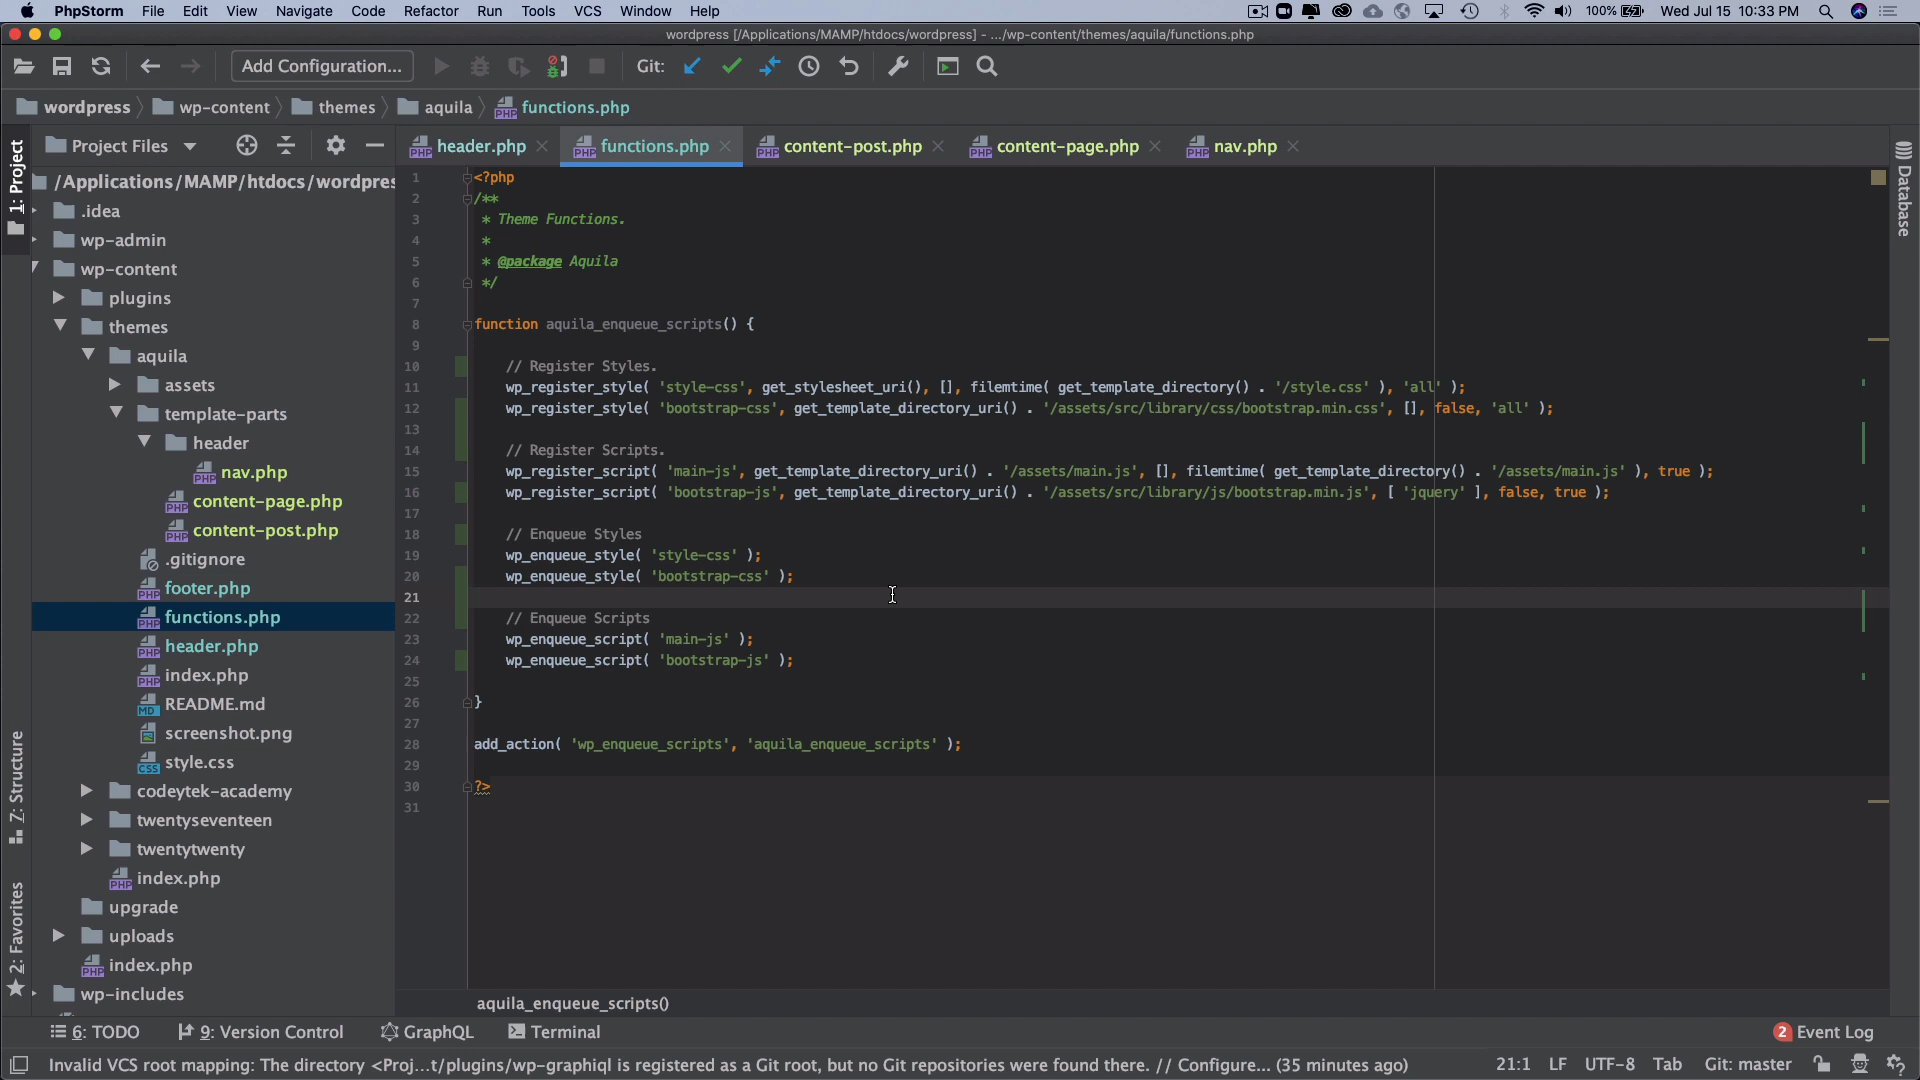 PhpStorm File Edit View Navigate Code Refactor Run Tools VCS Window Help 100% Wed Jul 15 10:33 PM
wordpress [/Applications/MAMP/htdocs/wordpress] - .../wp-content/themes/aquila/functions.php
Add Configuration... Git:
wordpress wp-content themes aquila functions.php
1: Project
Z: Structure
2: Favorites
Project Files
/Applications/MAMP/htdocs/wordpres
.idea
wp-admin
wp-content
plugins
themes
aquila
assets
template-parts
header
nav.php
content-page.php
content-post.php
.gitignore
footer.php
functions.php
header.php
index.php
README.md
screenshot.png
style.css
codeytek-academy
twentyseventeen
twentytwenty
index.php
upgrade
uploads
index.php
wp-includes
header.php functions.php content-post.php content-page.php nav.php
1 <?php
2 /**
3 * Theme Functions.
4 *
5 * @package Aquila
6 */
7
8 function aquila_enqueue_scripts() {
9
10 // Register Styles.
11 wp_register_style( 'style-css', get_stylesheet_uri(), [], filemtime( get_template_directory() . '/style.css' ), 'all' );
12 wp_register_style( 'bootstrap-css', get_template_directory_uri() . '/assets/src/library/css/bootstrap.min.css', [], false, 'all' );
13
14 // Register Scripts.
15 wp_register_script( 'main-js', get_template_directory_uri() . '/assets/main.js', [], filemtime( get_template_directory() . '/assets/main.js' ), true );
16 wp_register_script( 'bootstrap-js', get_template_directory_uri() . '/assets/src/library/js/bootstrap.min.js', [ 'jquery' ], false, true );
17
18 // Enqueue Styles
19 wp_enqueue_style( 'style-css' );
20 wp_enqueue_style( 'bootstrap-css' );
21
22 // Enqueue Scripts
23 wp_enqueue_script( 'main-js' );
24 wp_enqueue_script( 'bootstrap-js' );
25
26 }
27
28 add_action( 'wp_enqueue_scripts', 'aquila_enqueue_scripts' );
29
30 ?>
31
aquila_enqueue_scripts()
Database
6: TODO 9: Version Control GraphQL Terminal 2 Event Log
Invalid VCS root mapping: The directory <Proj...t/plugins/wp-graphiql is registered as a Git root, but no Git repositories were found there. // Configure... (35 minutes ago) 21:1 LF UTF-8 Tab Git: master